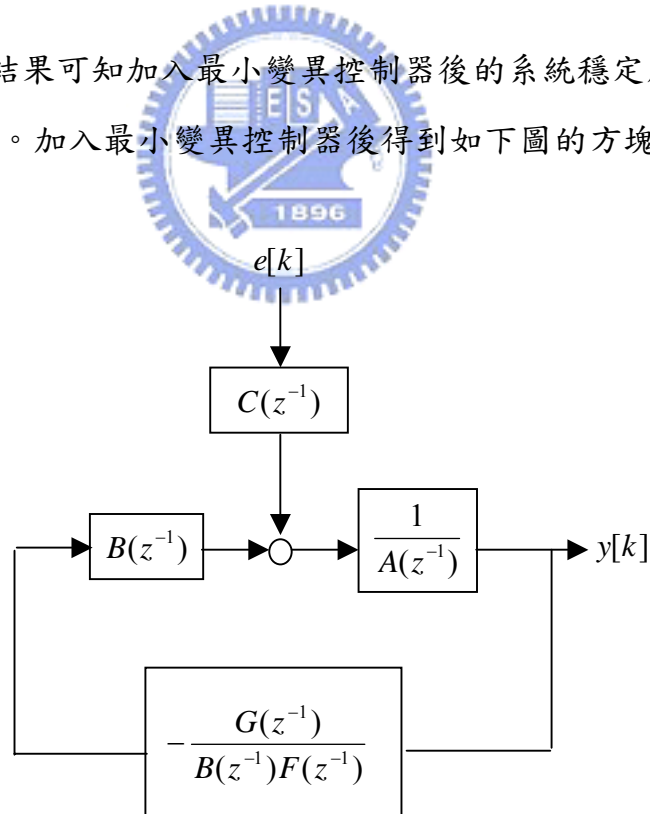 結果可知加入最小變異控制器後的系統穩定
。加入最小變異控制器後得到如下圖的方塊
E S A
1896
e[k]
C(z⁻¹)
B(z⁻¹)
1
A(z⁻¹)
y[k]
− G(z⁻¹)
B(z⁻¹)F(z⁻¹)